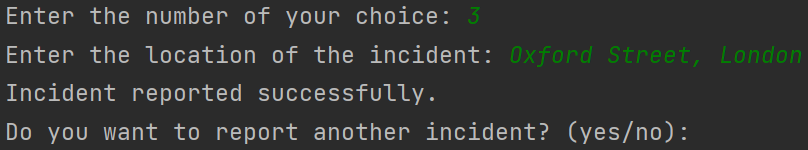 Enter the number of your choice: 3
Enter the location of the incident: Oxford Street, London
Incident reported successfully.
Do you want to report another incident? (yes/no):